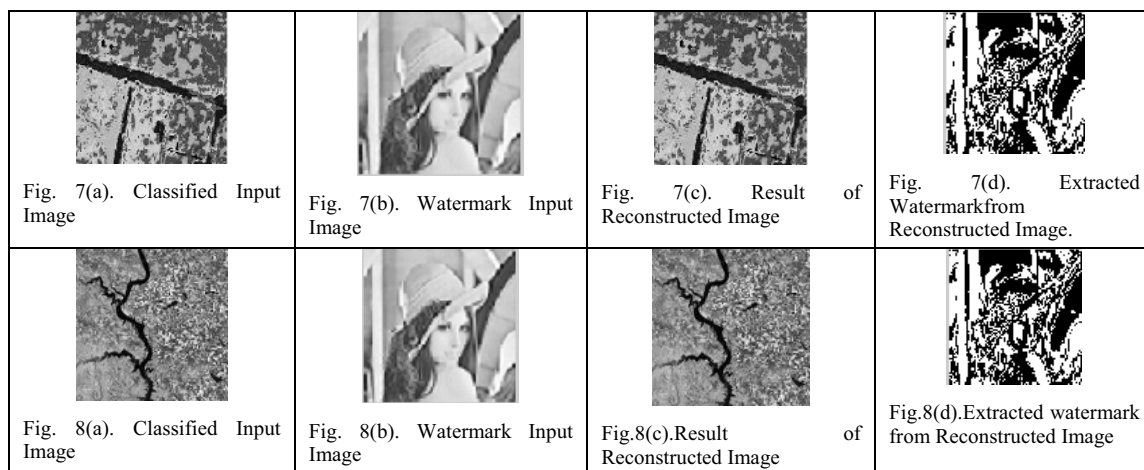 Fig. 7(a). Classified Input
Image
Fig. 7(b). Watermark Input
Image
Fig. 7(c). Result of
Reconstructed Image
Fig. 7(d). Extracted
Watermarkfrom
Reconstructed Image.
Fig. 8(a). Classified Input
Image
Fig. 8(b). Watermark Input
Image
Fig.8(c).Result of
Reconstructed Image
Fig.8(d).Extracted watermark
from Reconstructed Image